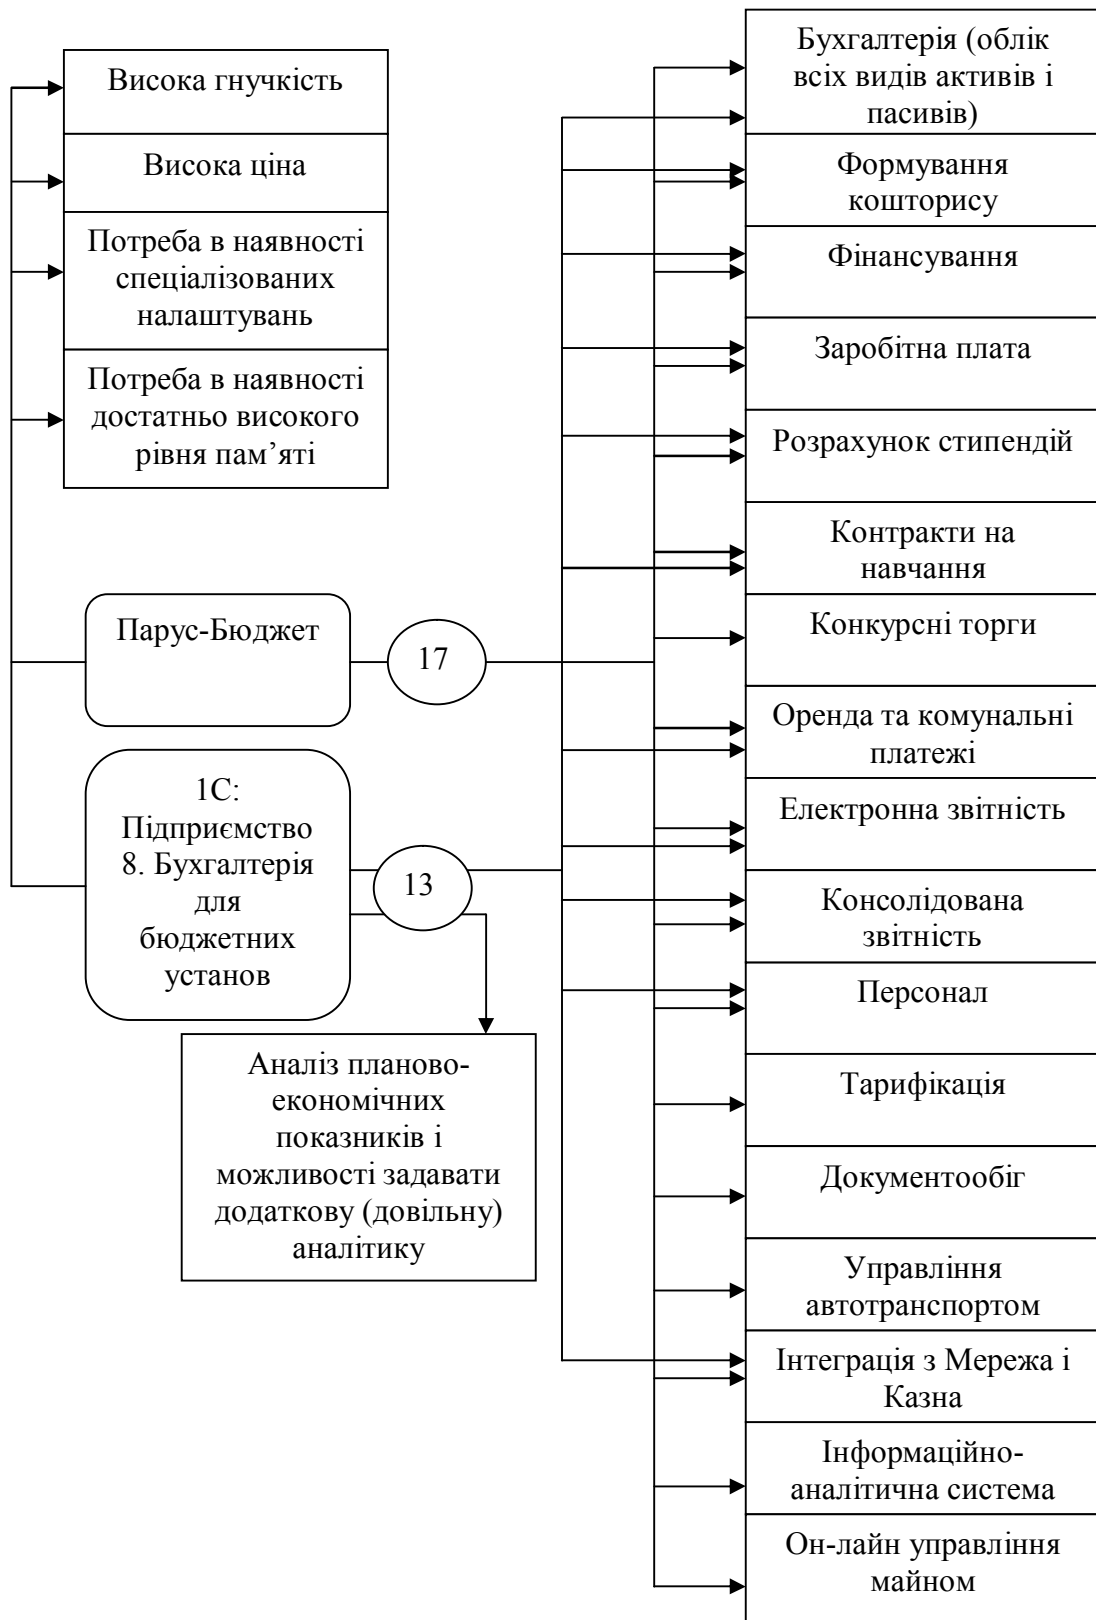 Висока гнучкість
Висока ціна
Потреба в наявності
спеціалізованих
налаштувань
Потреба в наявності
достатньо високого
рівня пам’яті
Парус-Бюджет
17
1С:
Підприємство
8. Бухгалтерія
для
бюджетних
установ
13
Аналіз планово-
економічних
показників і
можливості задавати
додаткову (довільну)
аналітику
Бухгалтерія (облік
всіх видів активів і
пасивів)
Формування
кошторису
Фінансування
Заробітна плата
Розрахунок стипендій
Контракти на
навчання
Конкурсні торги
Оренда та комунальні
платежі
Електронна звітність
Консолідована
звітність
Персонал
Тарифікація
Документообіг
Управління
автотранспортом
Інтеграція з Мережа і
Казна
Інформаційно-
аналітична система
Он-лайн управління
майном